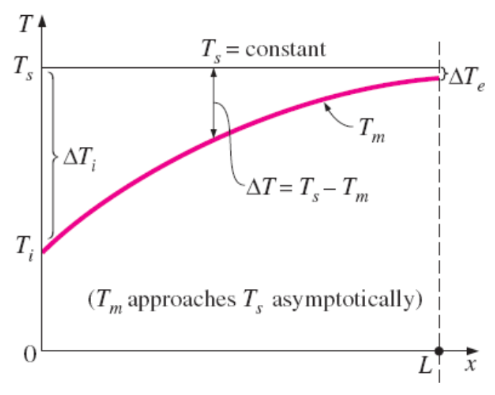 T
T_s = constant
T_s
ΔT_e
T_m
ΔT_i
ΔT = T_s – T_m
T_i
(T_m approaches T_s asymptotically)
0
L
x